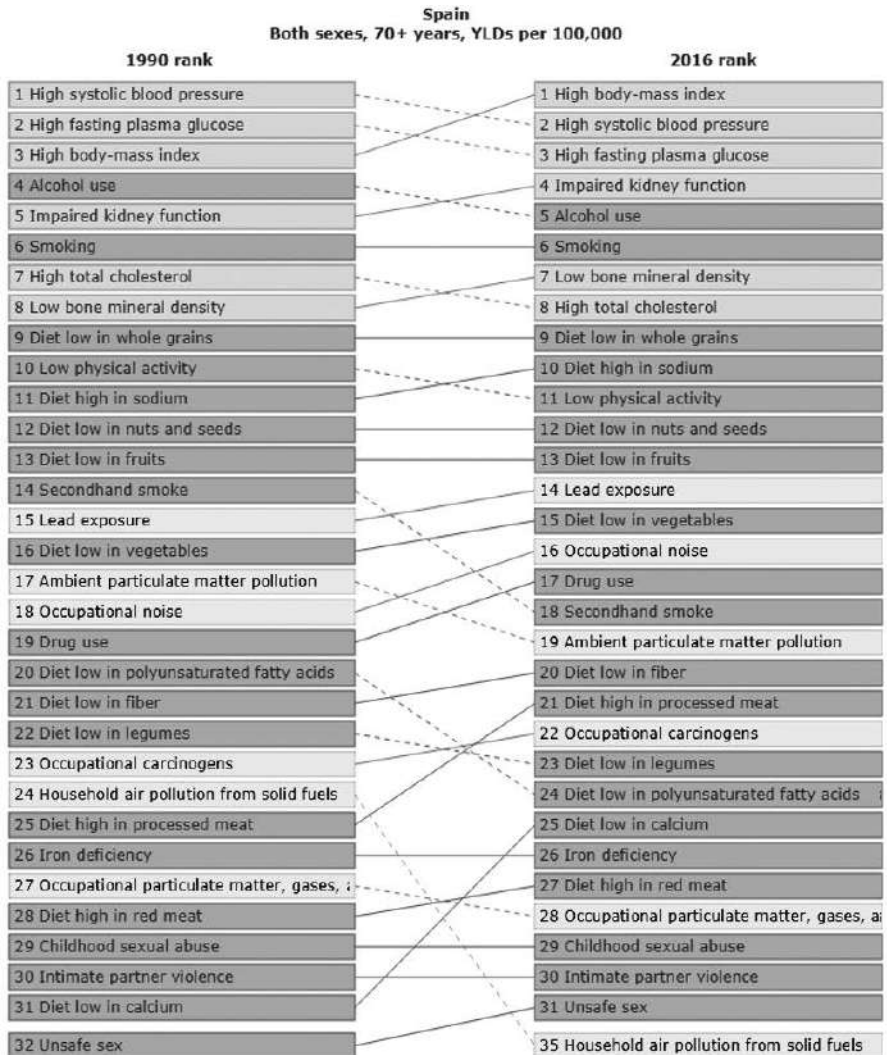 Spain
Both sexes, 70+ years, YLDs per 100,000
1990 rank
1 High systolic blood pressure
2 High fasting plasma glucose
3 High body-mass index
4 Alcohol use
5 Impaired kidney function
6 Smoking
7 High total cholesterol
8 Low bone mineral density
9 Diet low in whole grains
10 Low physical activity
11 Diet high in sodium
12 Diet low in nuts and seeds
13 Diet low in fruits
14 Secondhand smoke
15 Lead exposure
16 Diet low in vegetables
17 Ambient particulate matter pollution
18 Occupational noise
19 Drug use
20 Diet low in polyunsaturated fatty acids
21 Diet low in fiber
22 Diet low in legumes
23 Occupational carcinogens
24 Household air pollution from solid fuels
25 Diet high in processed meat
26 Iron deficiency
27 Occupational particulate matter, gases,
28 Diet high in red meat
29 Childhood sexual abuse
30 Intimate partner violence
31 Diet low in calcium
32 Unsafe sex
2016 rank
1 High body-mass index
2 High systolic blood pressure
3 High fasting plasma glucose
4 Impaired kidney function
5 Alcohol use
6 Smoking
7 Low bone mineral density
8 High total cholesterol
9 Diet low in whole grains
10 Diet high in sodium
11 Low physical activity
12 Diet low in nuts and seeds
13 Diet low in fruits
14 Lead exposure
15 Diet low in vegetables
16 Occupational noise
17 Drug use
18 Secondhand smoke
19 Ambient particulate matter pollution
20 Diet low in fiber
21 Diet high in processed meat
22 Occupational carcinogens
23 Diet low in legumes
24 Diet low in polyunsaturated fatty acids
25 Diet low in calcium
26 Iron deficiency
27 Diet high in red meat
28 Occupational particulate matter, gases,
29 Childhood sexual abuse
30 Intimate partner violence
31 Unsafe sex
35 Household air pollution from solid fuels